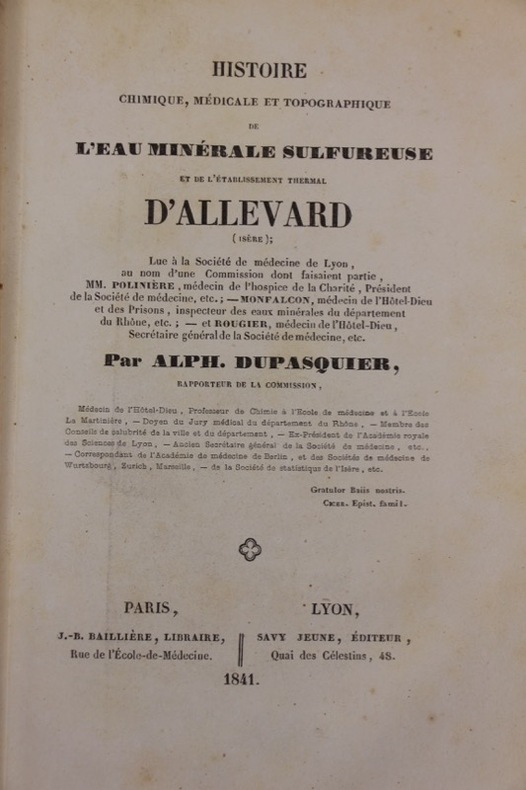 HISTOIRE
CHIMIQUE, MÉDICALE ET TOPOGRAPHIQUE
DE
L'EAU MINÉRALE SULFUREUSE
ET DE L'ÉTABLISSEMENT THERMAL
D'ALLEVARD
(ISÈRE);
Lue à la Société de médecine de Lyon,
au nom d'une Commission dont faisaient partie,
MM. POLINIÈRE, médecin de l'hospice de la Charité, Président
de la Société de médecine, etc.; — MONFALCON, médecin de l'Hôtel-Dieu
et des Prisons, inspecteur des eaux minérales du département
du Rhône, etc.; — et ROUGIER, médecin de l'Hôtel-Dieu,
Secrétaire général de la Société de médecine, etc.
Par ALPH. DUPASQUIER,
RAPPORTEUR DE LA COMMISSION,
Médecin de l'Hôtel-Dieu, Professeur de Chimie à l'Ecole de médecine et à l'Ecole
La Martinière, — Doyen du Jury médical du département du Rhône, — Membre des
Conseils de salubrité de la ville et du département, — Ex-Président de l'Académie royale
des Sciences de Lyon, — Ancien Secrétaire général de la Société de médecine, etc.,
— Correspondant de l'Académie de médecine de Berlin, et des Sociétés de médecine de
Wurtzbourg, Zurich, Marseille, — de la Société de statistique de l'Isère, etc.
Gratulor Baiis nostris.
CICER. Epist. famil.
PARIS,
J.-B. BAILLIÈRE, LIBRAIRE,
Rue de l'École-de-Médecine.
LYON,
SAVY JEUNE, ÉDITEUR,
Quai des Célestins, 48.
1841.